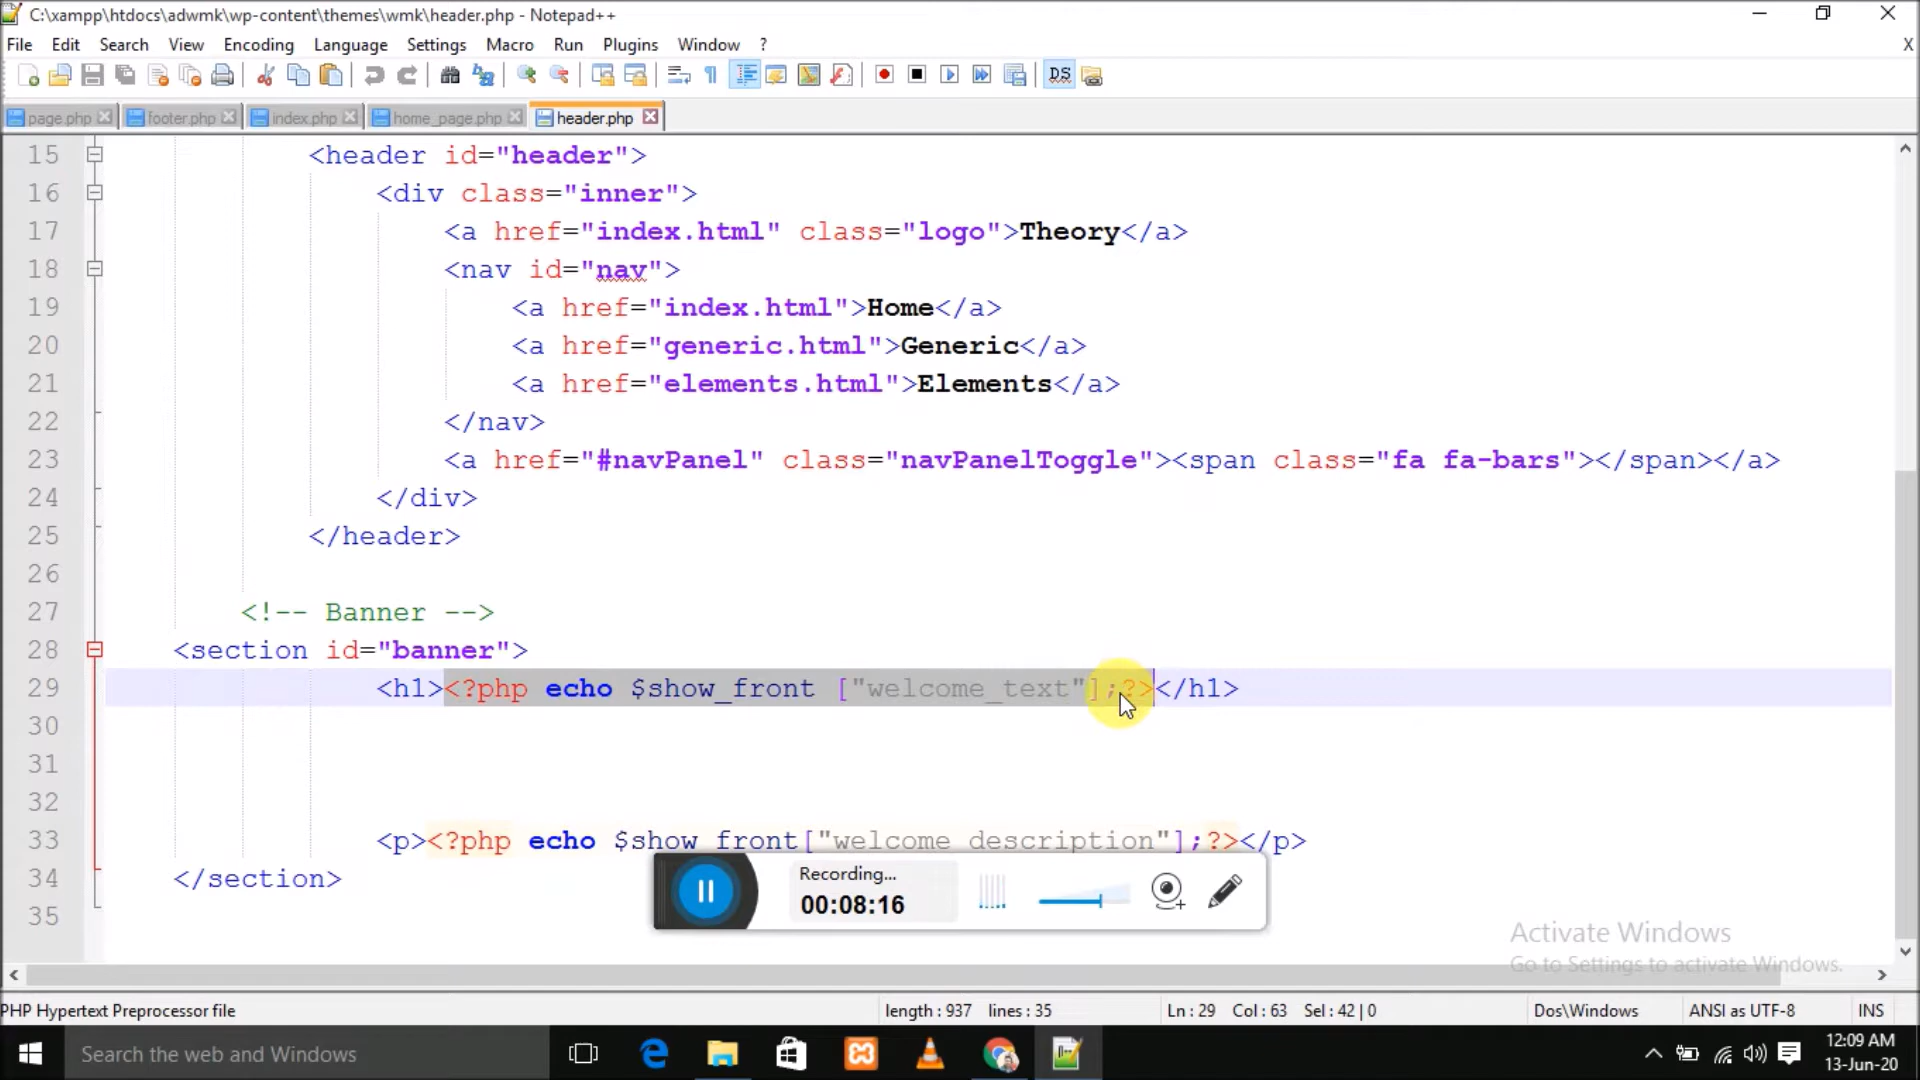 C:\xampp\htdocs\adwmk\wp-content\themes\wmk\header.php - Notepad++
File Edit Search View Encoding Language Settings Macro Run Plugins Window ? X
page.php footer.php index.php home_page.php header.php
15 <header id="header">
16 <div class="inner">
17 <a href="index.html" class="logo">Theory</a>
18 <nav id="nav">
19 <a href="index.html">Home</a>
20 <a href="generic.html">Generic</a>
21 <a href="elements.html">Elements</a>
22 </nav>
23 <a href="#navPanel" class="navPanelToggle"><span class="fa fa-bars"></span></a>
24 </div>
25 </header>
26
27 <!-- Banner -->
28 <section id="banner">
29 <h1><?php echo $show_front ["welcome_text"];?></h1>
30
31
32
33 <p><?php echo $show_front["welcome_description"];?></p>
34 </section>
35
Recording...
00:08:16
Activate Windows
Go to Settings to activate Windows.
PHP Hypertext Preprocessor file length : 937 lines : 35 Ln : 29 Col : 63 Sel : 42 | 0 Dos\Windows ANSI as UTF-8 INS
Search the web and Windows
12:09 AM
13-Jun-20